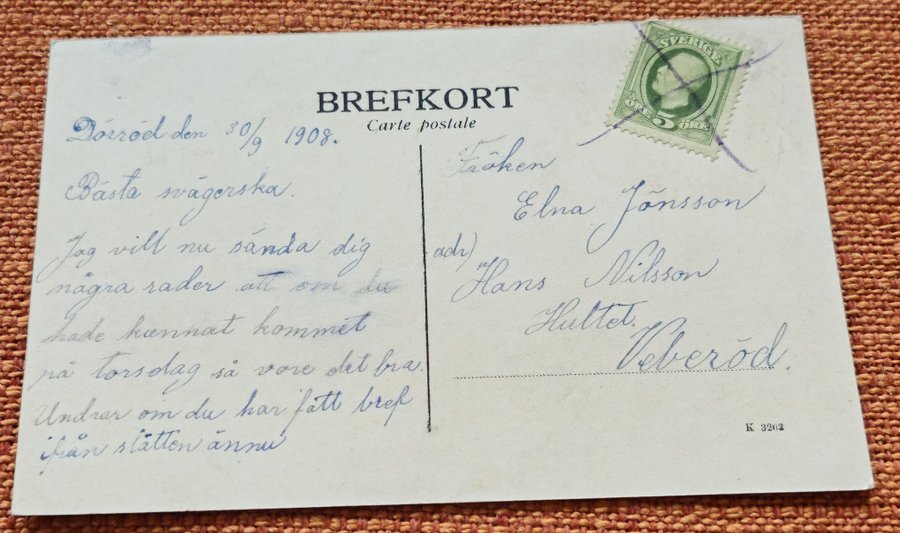 BREFKORT
Carte postale
SVERIGE
5 ÖRE
Dörröd den 30/9 1908.
Bästa svägerska.
Jag vill nu sända dig
några rader att om du
hade kunnat kommet
på torsdag så vore det bra.
Undrar om du har fått bref
ifrån slätten ännu
Fröken
Elna Jönsson
adr)
Hans Nilsson
Hultet.
Veberöd.
K 3203